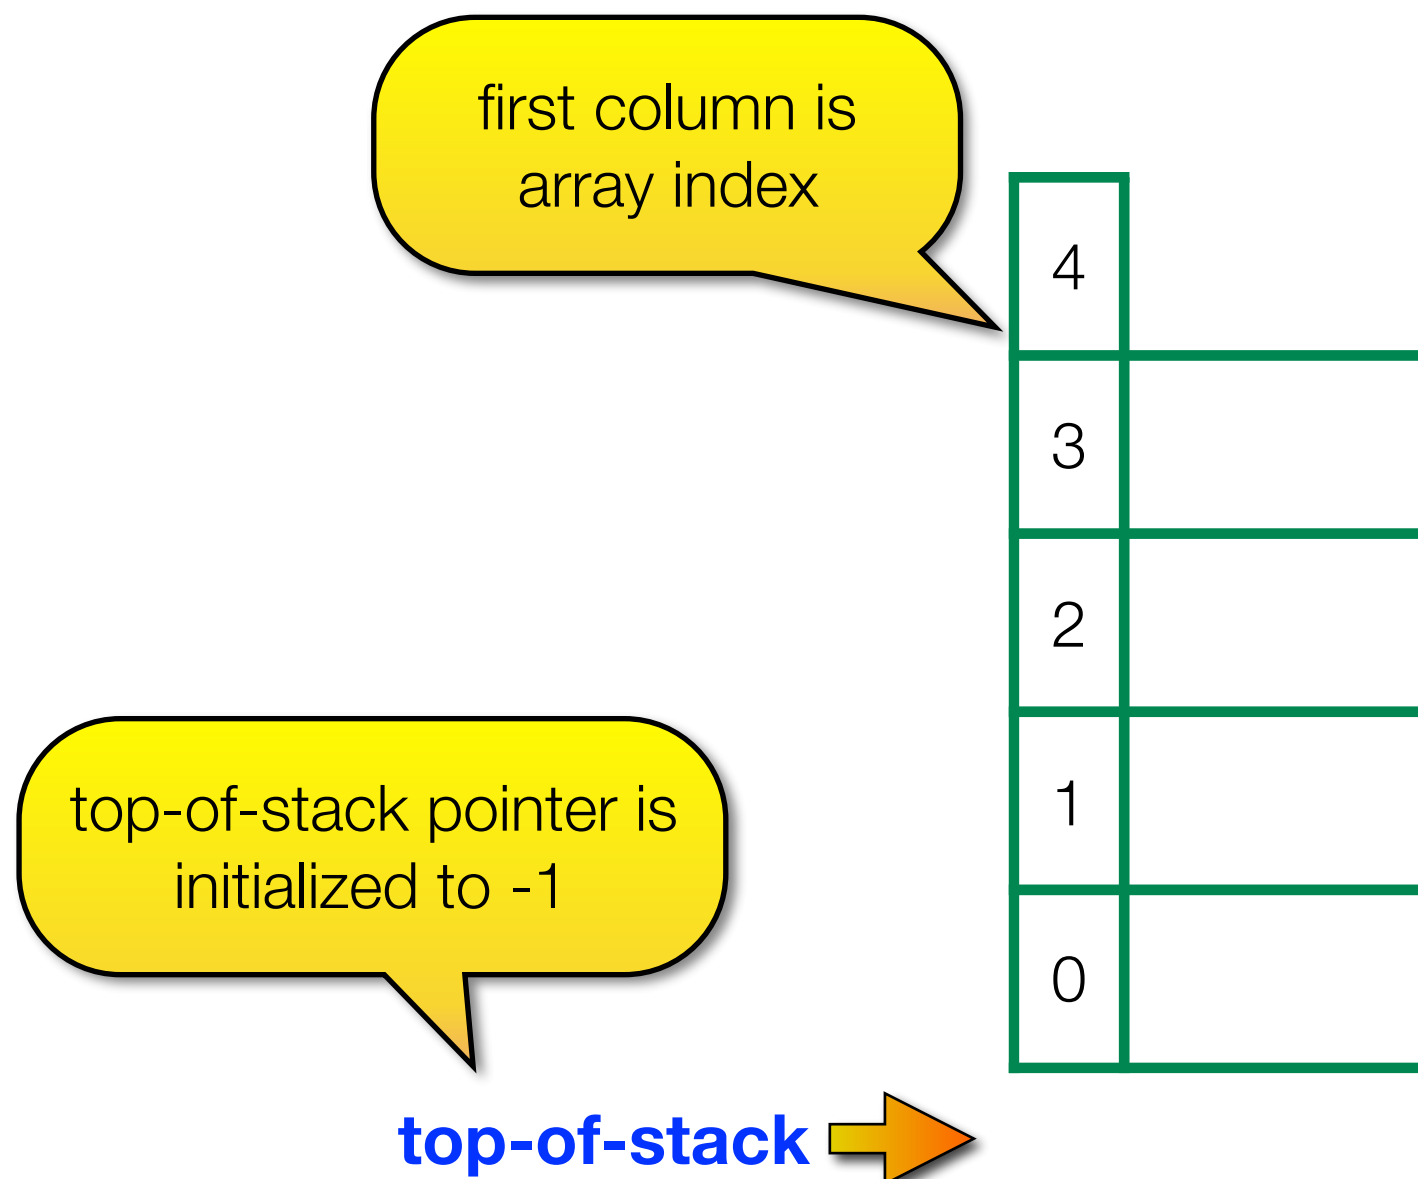 first column is
array index
4
3
2
top-of-stack pointer is
initialized to -1
1
0
top-of-stack